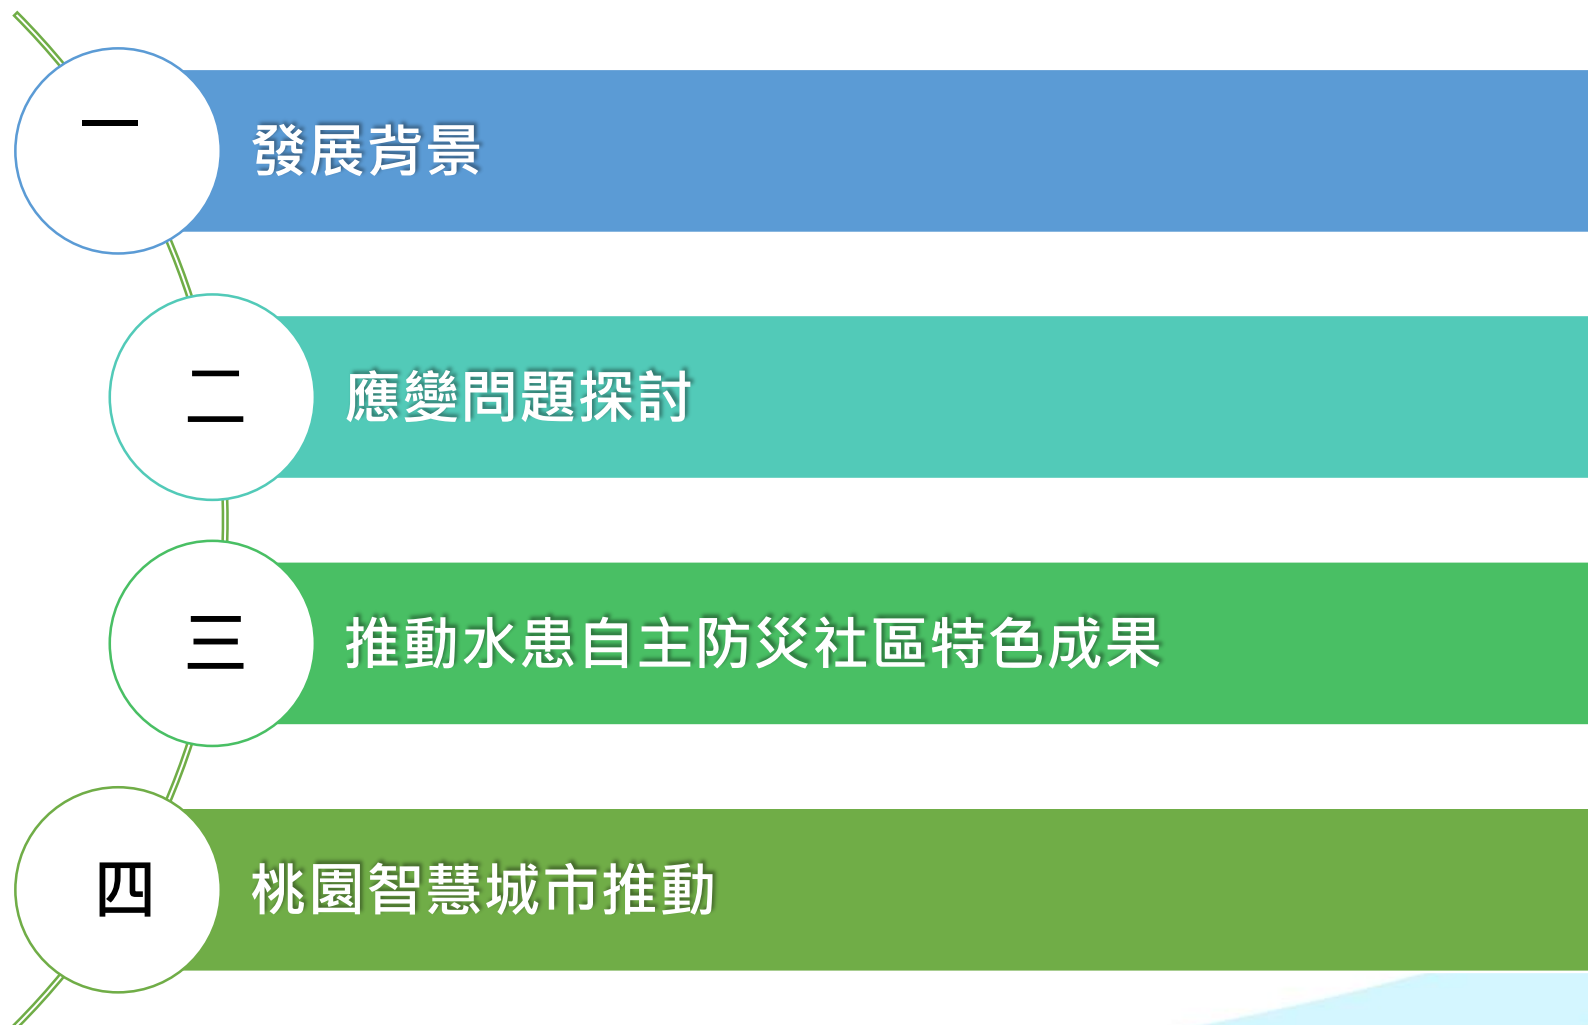 一 發展背景
二 應變問題探討
三 推動水患自主防災社區特色成果
四 桃園智慧城市推動